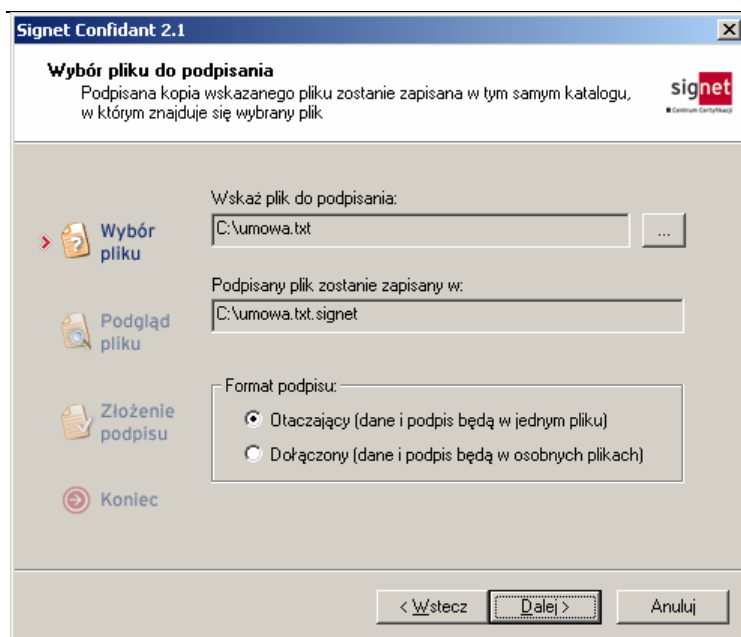 Signet Confidant 2.1
Wybór pliku do podpisania
Podpisana kopia wskazanego pliku zostanie zapisana w tym samym katalogu,
w którym znajduje się wybrany plik
signet
Centrum Certyfikacji
Wybór
pliku
Podgląd
pliku
Złożenie
podpisu
Koniec
Wskaż plik do podpisania:
C:\umowa.txt
...
Podpisany plik zostanie zapisany w:
C:\umowa.txt.signet
Format podpisu:
Otaczający (dane i podpis będą w jednym pliku)
Dołączony (dane i podpis będą w osobnych plikach)
< Wstecz
Dalej >
Anuluj